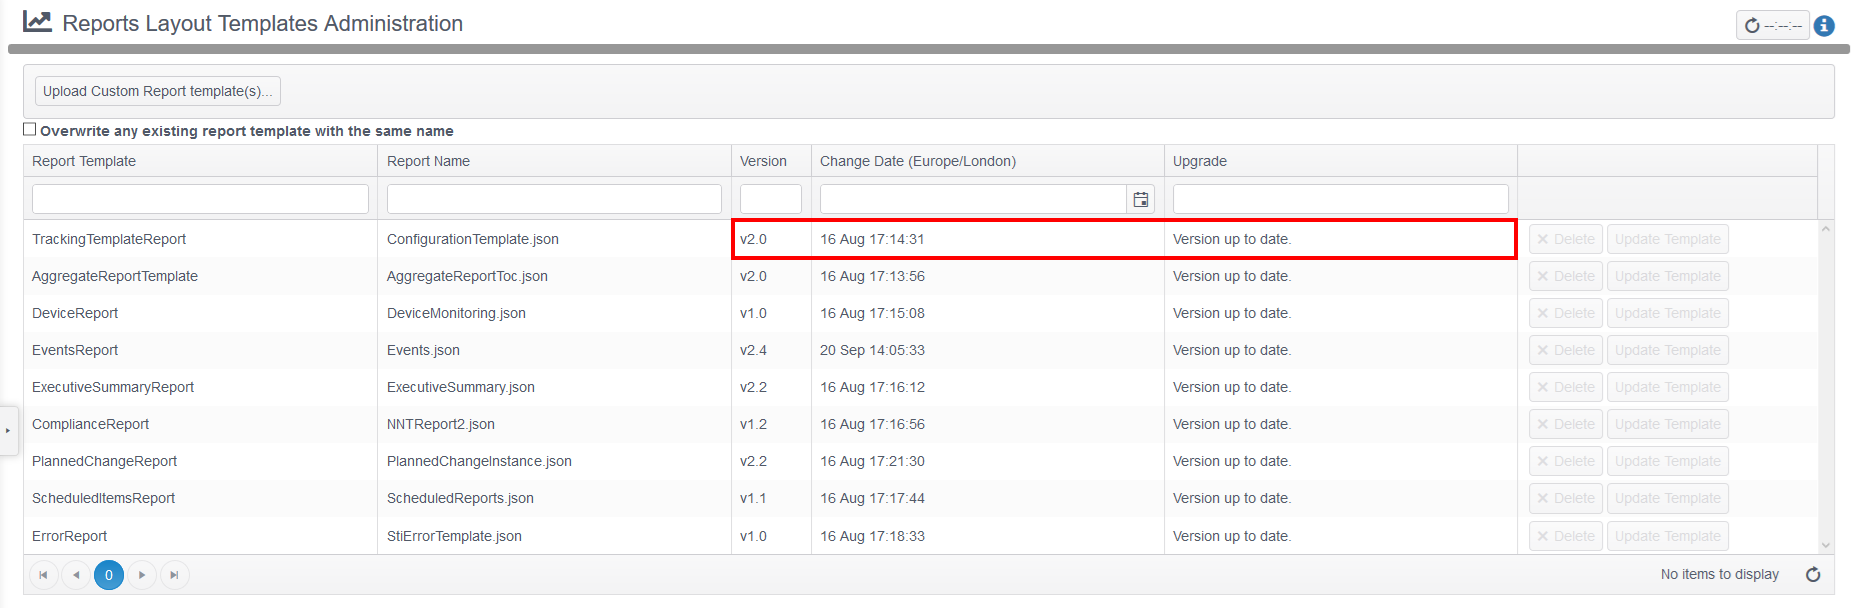 Reports Layout Templates Administration
--:--:--
Upload Custom Report template(s)...
Overwrite any existing report template with the same name
Report Template Report Name Version Change Date (Europe/London) Upgrade
TrackingTemplateReport ConfigurationTemplate.json v2.0 16 Aug 17:14:31 Version up to date. Delete Update Template
AggregateReportTemplate AggregateReportToc.json v2.0 16 Aug 17:13:56 Version up to date. Delete Update Template
DeviceReport DeviceMonitoring.json v1.0 16 Aug 17:15:08 Version up to date. Delete Update Template
EventsReport Events.json v2.4 20 Sep 14:05:33 Version up to date. Delete Update Template
ExecutiveSummaryReport ExecutiveSummary.json v2.2 16 Aug 17:16:12 Version up to date. Delete Update Template
ComplianceReport NNTReport2.json v1.2 16 Aug 17:16:56 Version up to date. Delete Update Template
PlannedChangeReport PlannedChangeInstance.json v2.2 16 Aug 17:21:30 Version up to date. Delete Update Template
ScheduledItemsReport ScheduledReports.json v1.1 16 Aug 17:17:44 Version up to date. Delete Update Template
ErrorReport StiErrorTemplate.json v1.0 16 Aug 17:18:33 Version up to date. Delete Update Template
0 No items to display